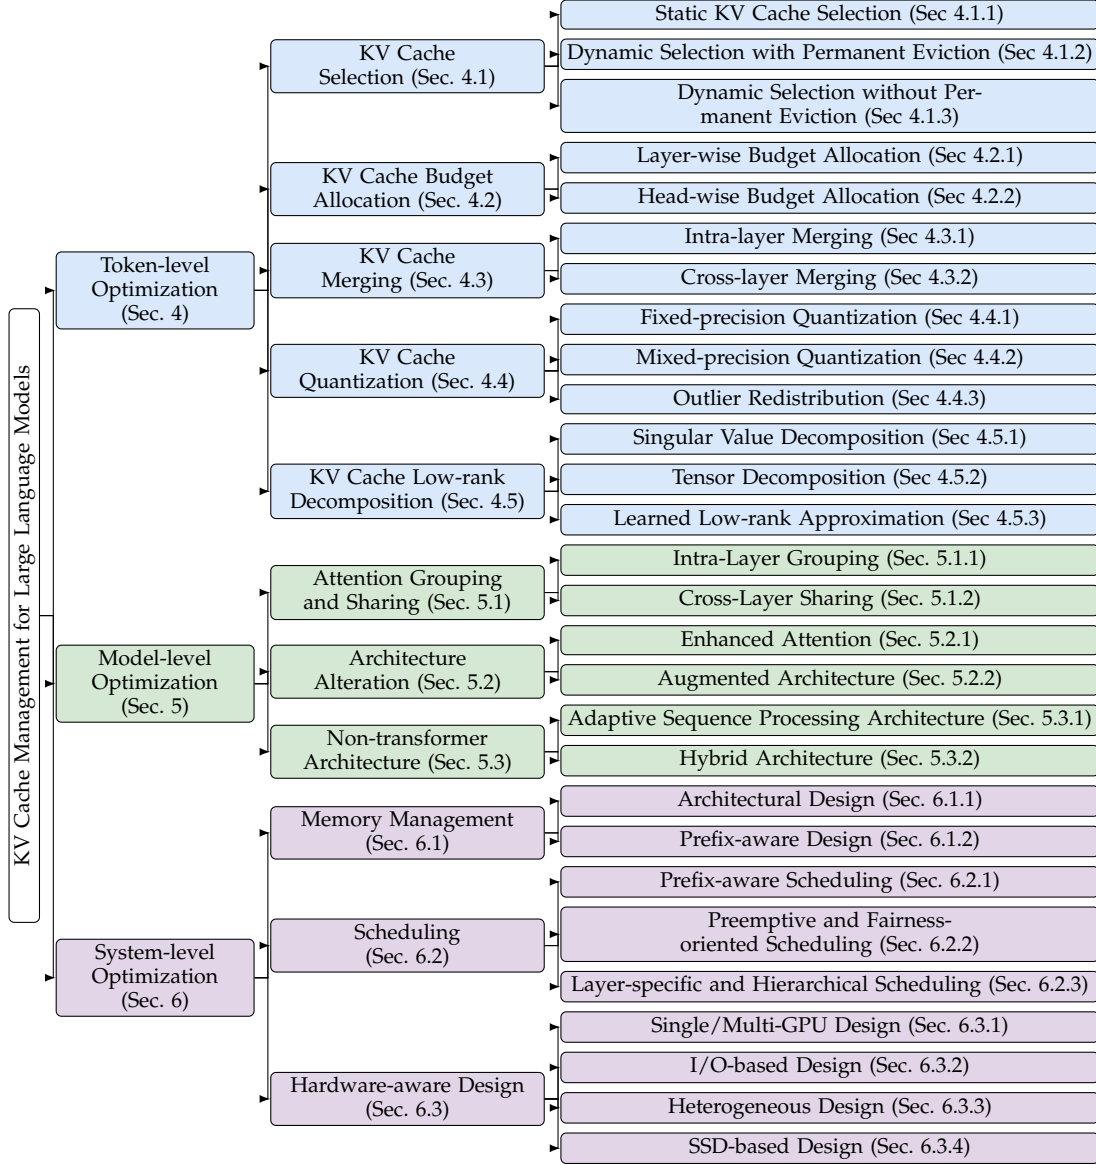 KV Cache Management for Large Language Models
Token-level
Optimization
(Sec. 4)
KV Cache
Selection (Sec. 4.1)
Static KV Cache Selection (Sec 4.1.1)
Dynamic Selection with Permanent Eviction (Sec 4.1.2)
Dynamic Selection without Per-
manent Eviction (Sec 4.1.3)
KV Cache Budget
Allocation (Sec. 4.2)
Layer-wise Budget Allocation (Sec 4.2.1)
Head-wise Budget Allocation (Sec 4.2.2)
KV Cache
Merging (Sec. 4.3)
Intra-layer Merging (Sec 4.3.1)
Cross-layer Merging (Sec 4.3.2)
KV Cache
Quantization (Sec. 4.4)
Fixed-precision Quantization (Sec 4.4.1)
Mixed-precision Quantization (Sec 4.4.2)
Outlier Redistribution (Sec 4.4.3)
KV Cache Low-rank
Decomposition (Sec. 4.5)
Singular Value Decomposition (Sec 4.5.1)
Tensor Decomposition (Sec 4.5.2)
Learned Low-rank Approximation (Sec 4.5.3)
Model-level
Optimization
(Sec. 5)
Attention Grouping
and Sharing (Sec. 5.1)
Intra-Layer Grouping (Sec. 5.1.1)
Cross-Layer Sharing (Sec. 5.1.2)
Architecture
Alteration (Sec. 5.2)
Enhanced Attention (Sec. 5.2.1)
Augmented Architecture (Sec. 5.2.2)
Non-transformer
Architecture (Sec. 5.3)
Adaptive Sequence Processing Architecture (Sec. 5.3.1)
Hybrid Architecture (Sec. 5.3.2)
System-level
Optimization
(Sec. 6)
Memory Management
(Sec. 6.1)
Architectural Design (Sec. 6.1.1)
Prefix-aware Design (Sec. 6.1.2)
Scheduling
(Sec. 6.2)
Prefix-aware Scheduling (Sec. 6.2.1)
Preemptive and Fairness-
oriented Scheduling (Sec. 6.2.2)
Layer-specific and Hierarchical Scheduling (Sec. 6.2.3)
Hardware-aware Design
(Sec. 6.3)
Single/Multi-GPU Design (Sec. 6.3.1)
I/O-based Design (Sec. 6.3.2)
Heterogeneous Design (Sec. 6.3.3)
SSD-based Design (Sec. 6.3.4)